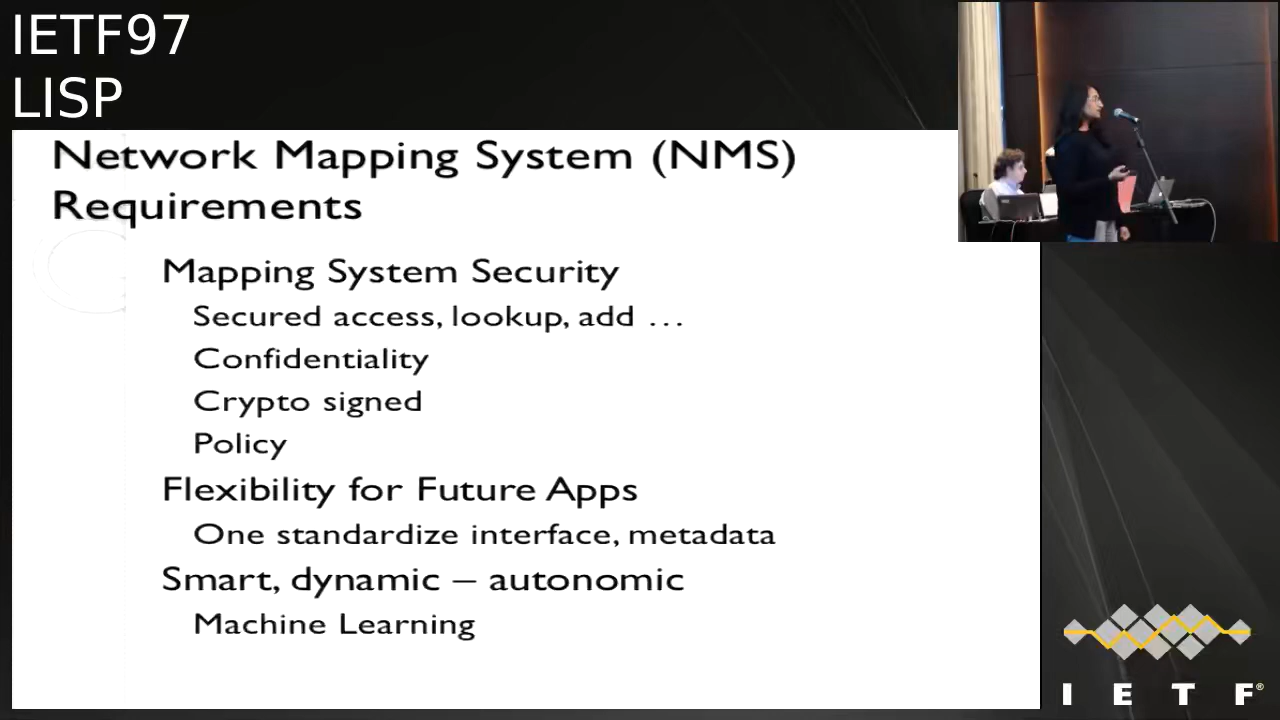 IETF97
LISP
Network Mapping System (NMS)
Requirements
Mapping System Security
Secured access, lookup, add …
Confidentiality
Crypto signed
Policy
Flexibility for Future Apps
One standardize interface, metadata
Smart, dynamic – autonomic
Machine Learning
I E T F®